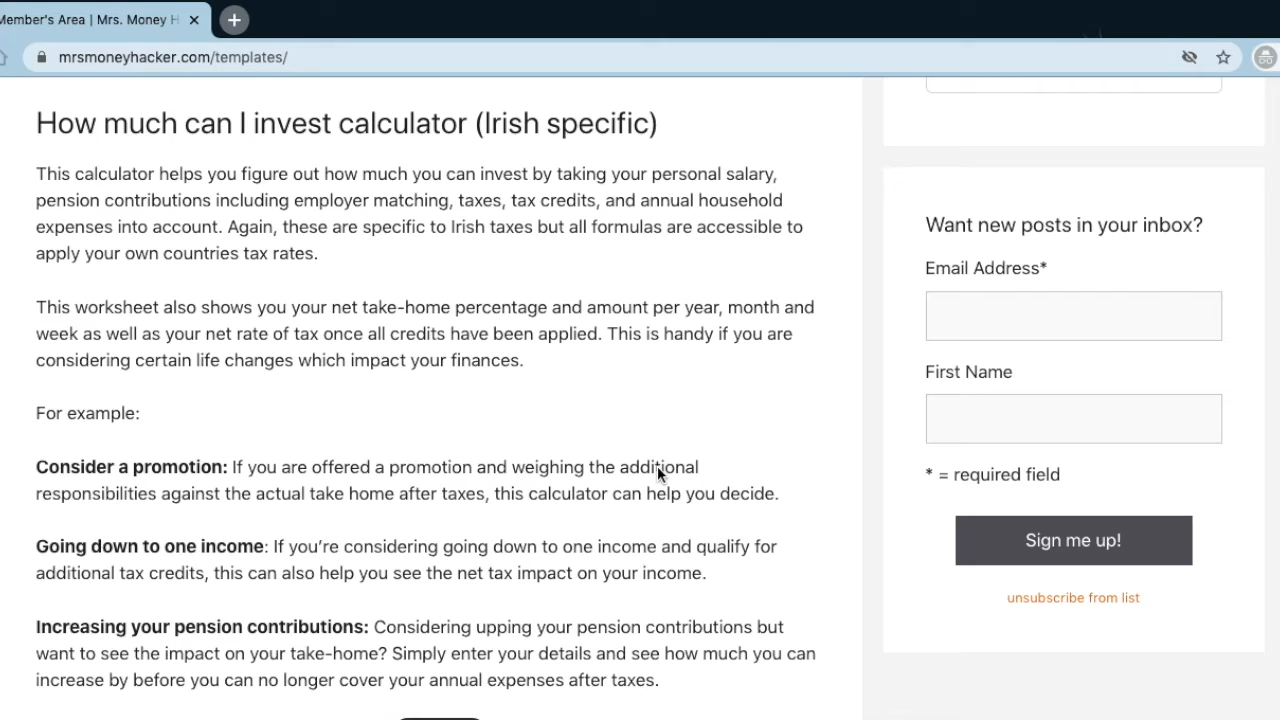 Member's Area | Mrs. Money H
mrsmoneyhacker.com/templates/
How much can I invest calculator (Irish specific)
This calculator helps you figure out how much you can invest by taking your personal salary,
pension contributions including employer matching, taxes, tax credits, and annual household
expenses into account. Again, these are specific to Irish taxes but all formulas are accessible to
apply your own countries tax rates.
This worksheet also shows you your net take-home percentage and amount per year, month and
week as well as your net rate of tax once all credits have been applied. This is handy if you are
considering certain life changes which impact your finances.
For example:
Consider a promotion: If you are offered a promotion and weighing the additional
responsibilities against the actual take home after taxes, this calculator can help you decide.
Going down to one income: If you’re considering going down to one income and qualify for
additional tax credits, this can also help you see the net tax impact on your income.
Increasing your pension contributions: Considering upping your pension contributions but
want to see the impact on your take-home? Simply enter your details and see how much you can
increase by before you can no longer cover your annual expenses after taxes.
Want new posts in your inbox?
Email Address*
First Name
* = required field
Sign me up!
unsubscribe from list